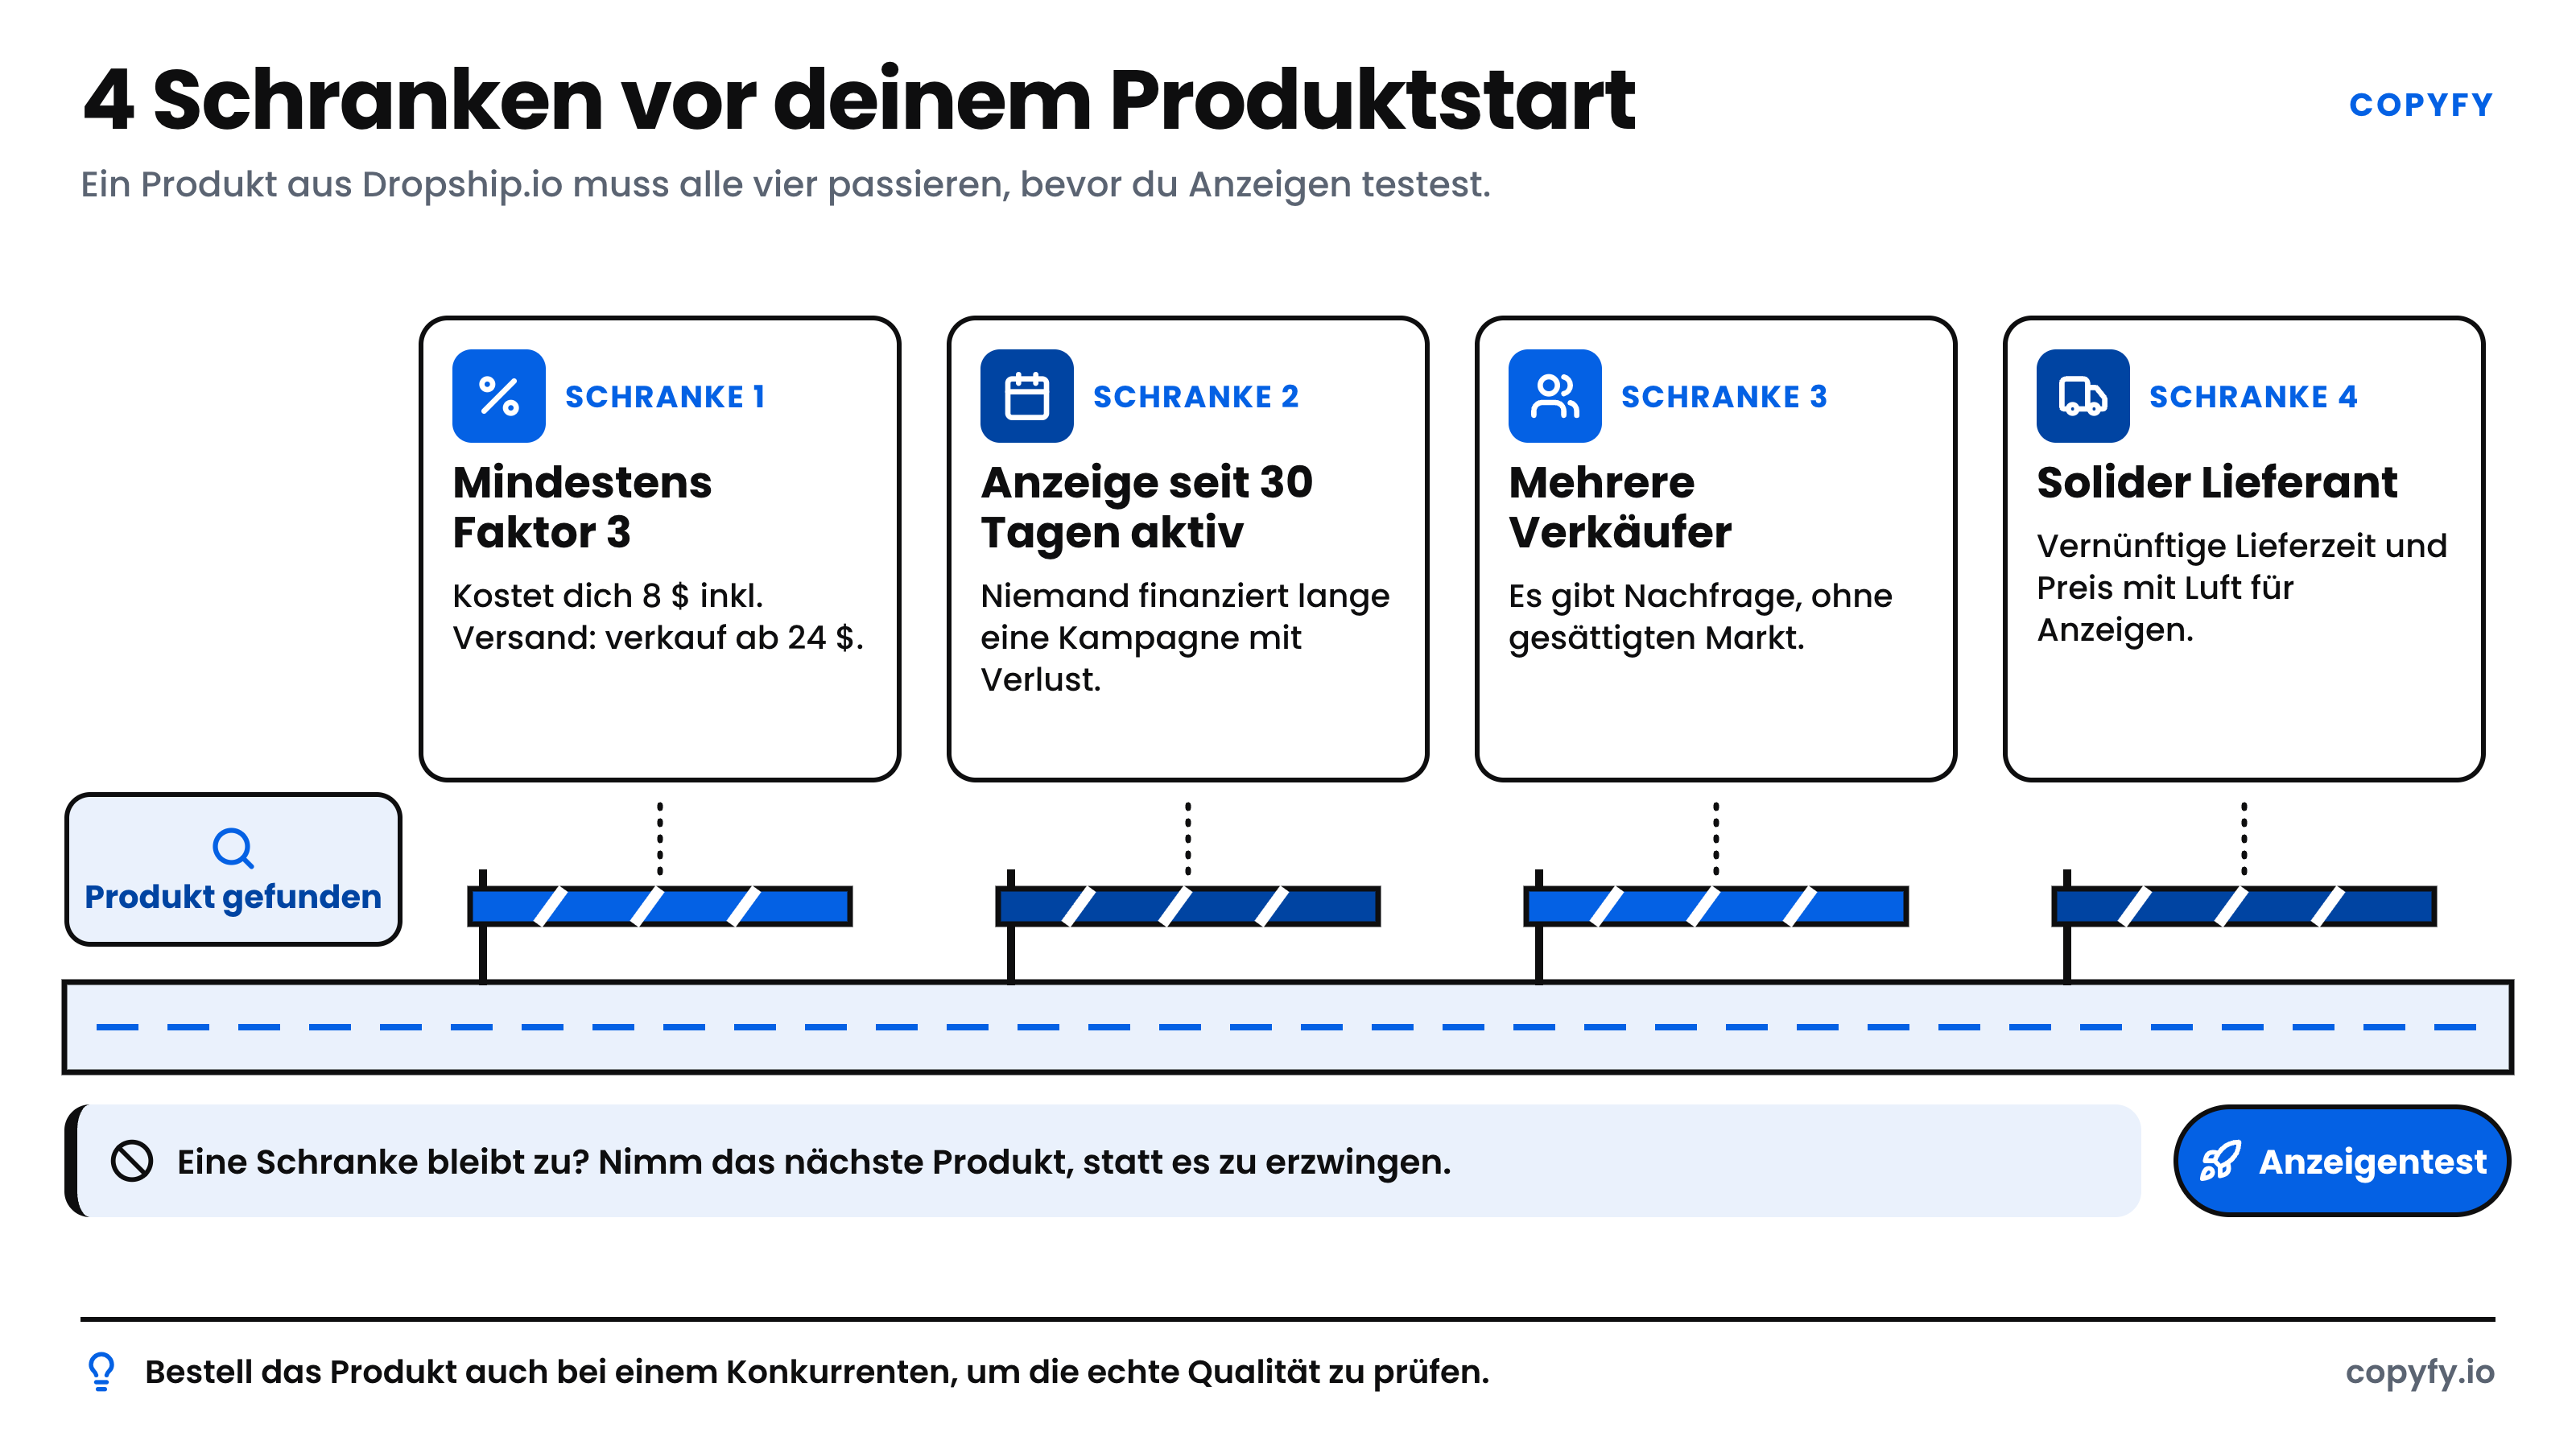 4 Schranken vor deinem Produktstart
COPYFY
Ein Produkt aus Dropship.io muss alle vier passieren, bevor du Anzeigen testest.
SCHRANKE 1
Mindestens
Faktor 3
Kostet dich 8 $ inkl.
Versand: verkauf ab 24 $.
SCHRANKE 2
Anzeige seit 30
Tagen aktiv
Niemand finanziert lange
eine Kampagne mit
Verlust.
SCHRANKE 3
Mehrere
Verkäufer
Es gibt Nachfrage, ohne
gesättigten Markt.
SCHRANKE 4
Solider Lieferant
Vernünftige Lieferzeit und
Preis mit Luft für
Anzeigen.
Produkt gefunden
Eine Schranke bleibt zu? Nimm das nächste Produkt, statt es zu erzwingen.
Anzeigentest
Bestell das Produkt auch bei einem Konkurrenten, um die echte Qualität zu prüfen.
copyfy.io